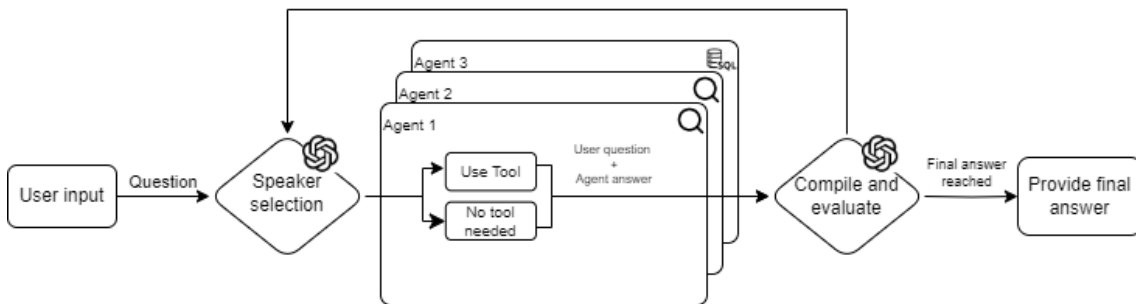 Agent 3
SQL
Agent 2
Agent 1
User input
Question
Speaker
selection
Use Tool
No tool
needed
User question
+
Agent answer
Compile and
evaluate
Final answer
reached
Provide final
answer